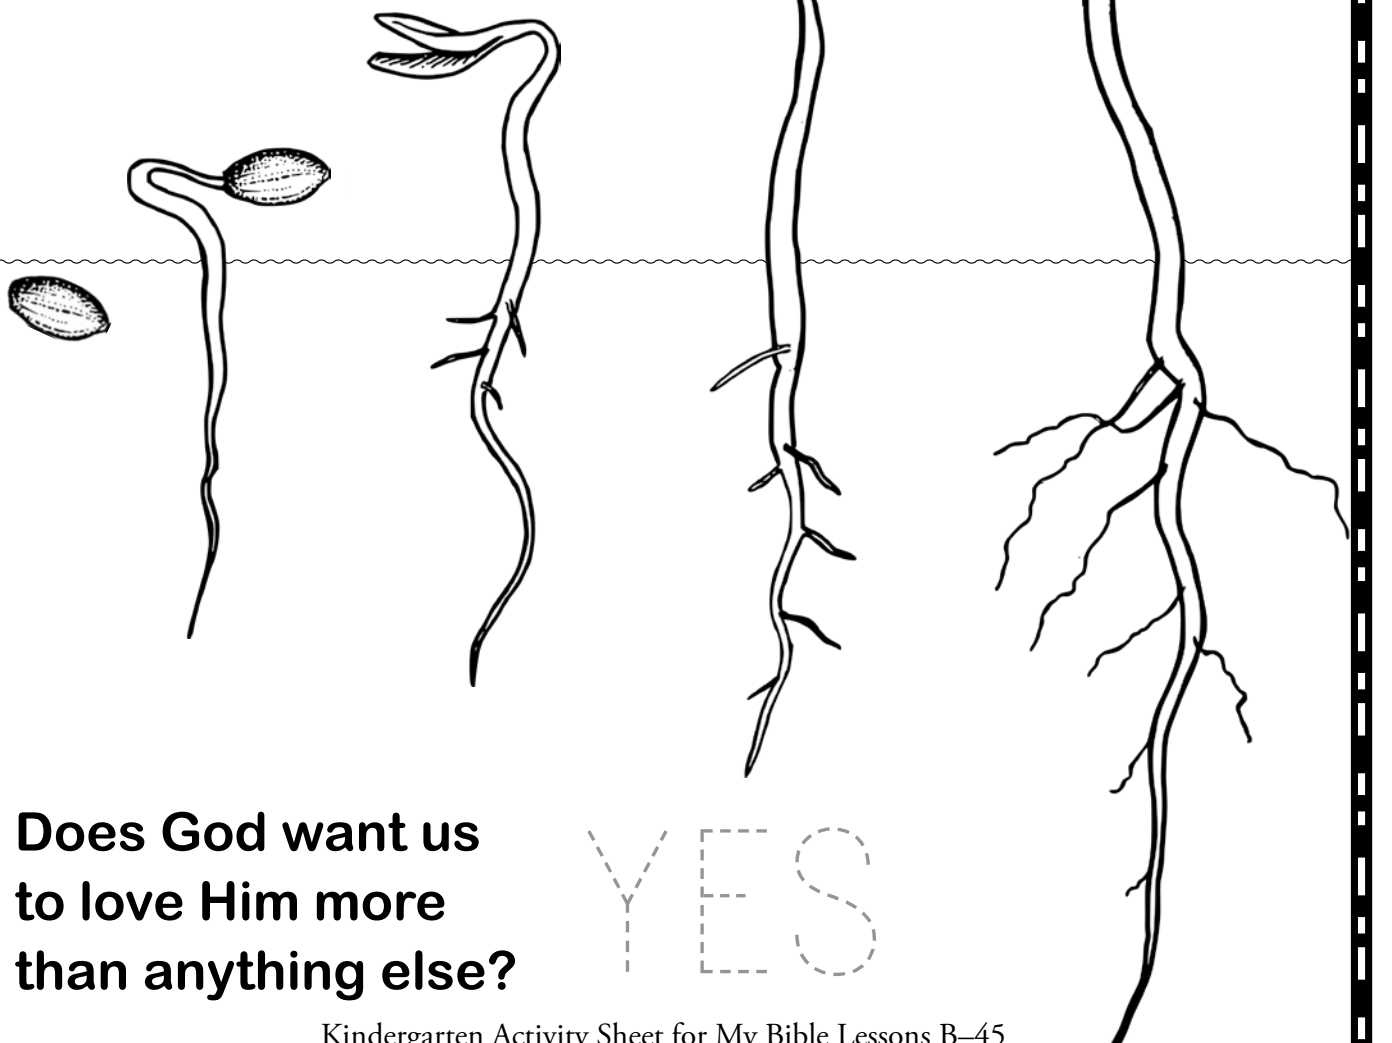 Does God want us
to love Him more
than anything else?
YES
Kindergarten Activity Sheet for My Bible Lessons B–45